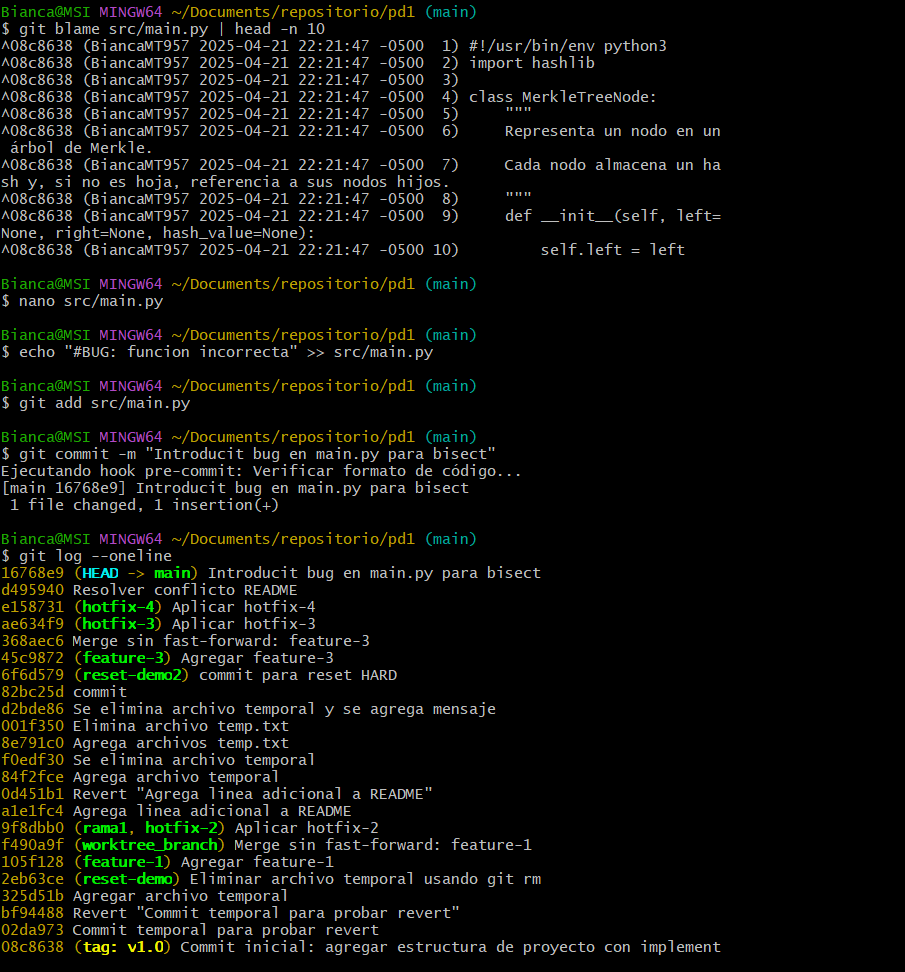 Bianca@MSI MINGW64 ~/Documents/repositorio/pd1 (main)
$ git blame src/main.py | head -n 10
^08c8638 (BiancaMT957 2025-04-21 22:21:47 -0500  1) #!/usr/bin/env python3
^08c8638 (BiancaMT957 2025-04-21 22:21:47 -0500  2) import hashlib
^08c8638 (BiancaMT957 2025-04-21 22:21:47 -0500  3)
^08c8638 (BiancaMT957 2025-04-21 22:21:47 -0500  4) class MerkleTreeNode:
^08c8638 (BiancaMT957 2025-04-21 22:21:47 -0500  5)     """
^08c8638 (BiancaMT957 2025-04-21 22:21:47 -0500  6)     Representa un nodo en un
 árbol de Merkle.
^08c8638 (BiancaMT957 2025-04-21 22:21:47 -0500  7)     Cada nodo almacena un ha
sh y, si no es hoja, referencia a sus nodos hijos.
^08c8638 (BiancaMT957 2025-04-21 22:21:47 -0500  8)     """
^08c8638 (BiancaMT957 2025-04-21 22:21:47 -0500  9)     def __init__(self, left=
None, right=None, hash_value=None):
^08c8638 (BiancaMT957 2025-04-21 22:21:47 -0500 10)         self.left = left

Bianca@MSI MINGW64 ~/Documents/repositorio/pd1 (main)
$ nano src/main.py

Bianca@MSI MINGW64 ~/Documents/repositorio/pd1 (main)
$ echo "#BUG: funcion incorrecta" >> src/main.py

Bianca@MSI MINGW64 ~/Documents/repositorio/pd1 (main)
$ git add src/main.py

Bianca@MSI MINGW64 ~/Documents/repositorio/pd1 (main)
$ git commit -m "Introducit bug en main.py para bisect"
Ejecutando hook pre-commit: Verificar formato de código...
[main 16768e9] Introducit bug en main.py para bisect
 1 file changed, 1 insertion(+)

Bianca@MSI MINGW64 ~/Documents/repositorio/pd1 (main)
$ git log --oneline
16768e9 (HEAD -> main) Introducit bug en main.py para bisect
d495940 Resolver conflicto README
e158731 (hotfix-4) Aplicar hotfix-4
ae634f9 (hotfix-3) Aplicar hotfix-3
368aec6 Merge sin fast-forward: feature-3
45c9872 (feature-3) Agregar feature-3
6f6d579 (reset-demo2) commit para reset HARD
82bc25d commit
d2bde86 Se elimina archivo temporal y se agrega mensaje
001f350 Elimina archivo temp.txt
8e791c0 Agrega archivos temp.txt
f0edf30 Se elimina archivo temporal
84f2fce Agrega archivo temporal
0d451b1 Revert "Agrega linea adicional a README"
a1e1fc4 Agrega linea adicional a README
9f8dbb0 (rama1, hotfix-2) Aplicar hotfix-2
f490a9f (worktree_branch) Merge sin fast-forward: feature-1
105f128 (feature-1) Agregar feature-1
2eb63ce (reset-demo) Eliminar archivo temporal usando git rm
325d51b Agregar archivo temporal
bf94488 Revert "Commit temporal para probar revert"
02da973 Commit temporal para probar revert
08c8638 (tag: v1.0) Commit inicial: agregar estructura de proyecto con implement